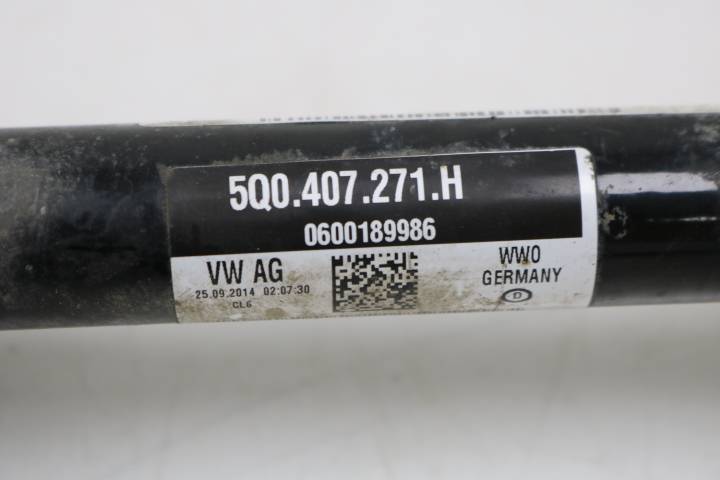 5Q0.407.271.H
0600189986
VW AG
25.09.2014 02:07:30
CL6
WWO
GERMANY
D